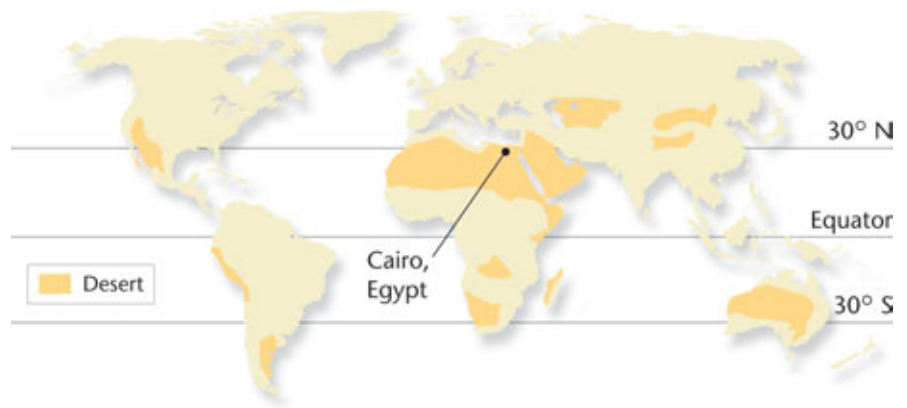 30° N
Equator
Cairo,
Egypt
Desert
30° S